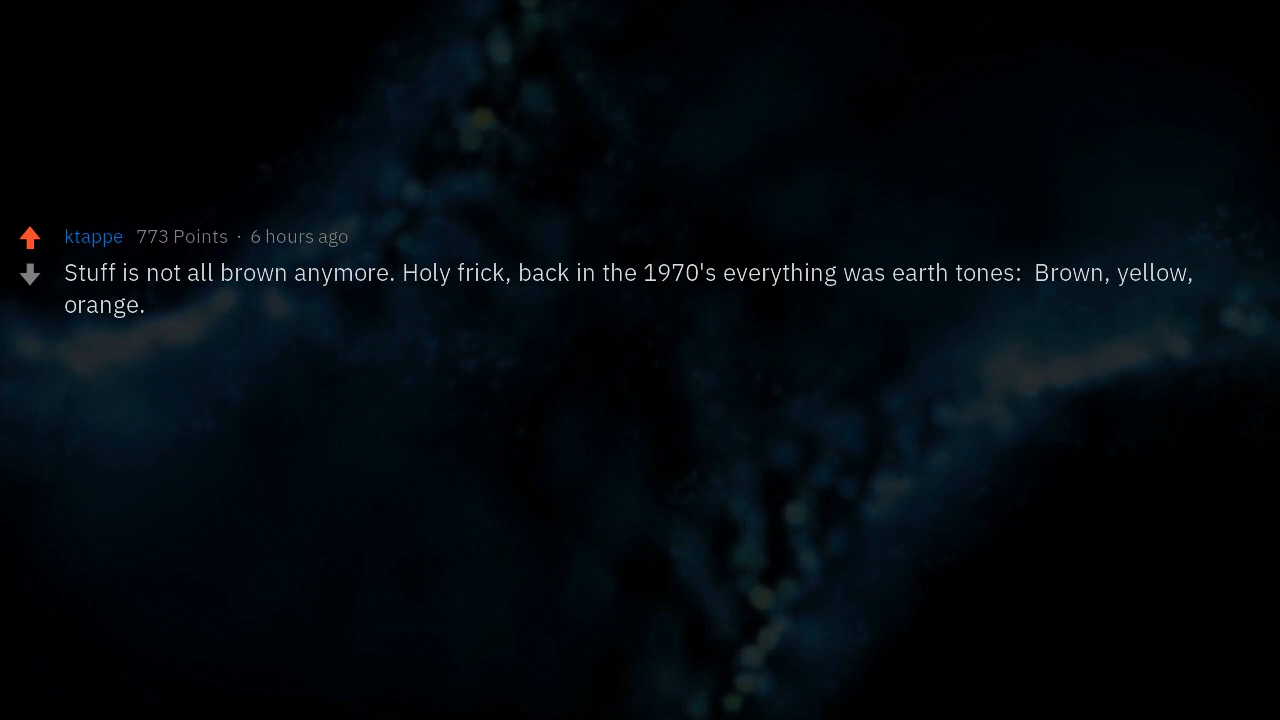 ktappe 773 Points · 6 hours ago
Stuff is not all brown anymore. Holy frick, back in the 1970's everything was earth tones:  Brown, yellow,
orange.